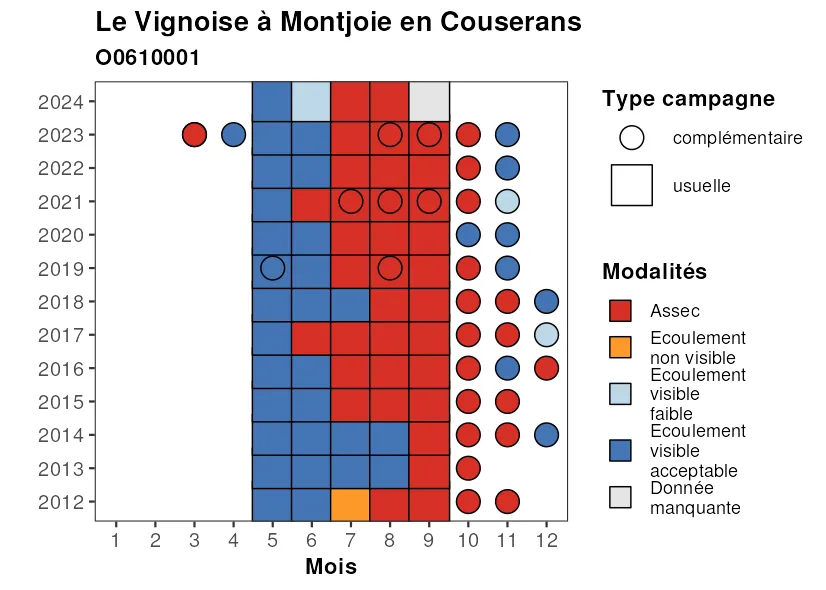 Le Vignoise à Montjoie en Couserans
O0610001
2024
2023
2022
2021
2020
2019
2018
2017
2016
2015
2014
2013
2012
1 2 3 4 5 6 7 8 9 10 11 12
Mois
Type campagne
complémentaire
usuelle
Modalités
Assec
Ecoulement
non visible
Ecoulement
visible
faible
Ecoulement
visible
acceptable
Donnée
manquante